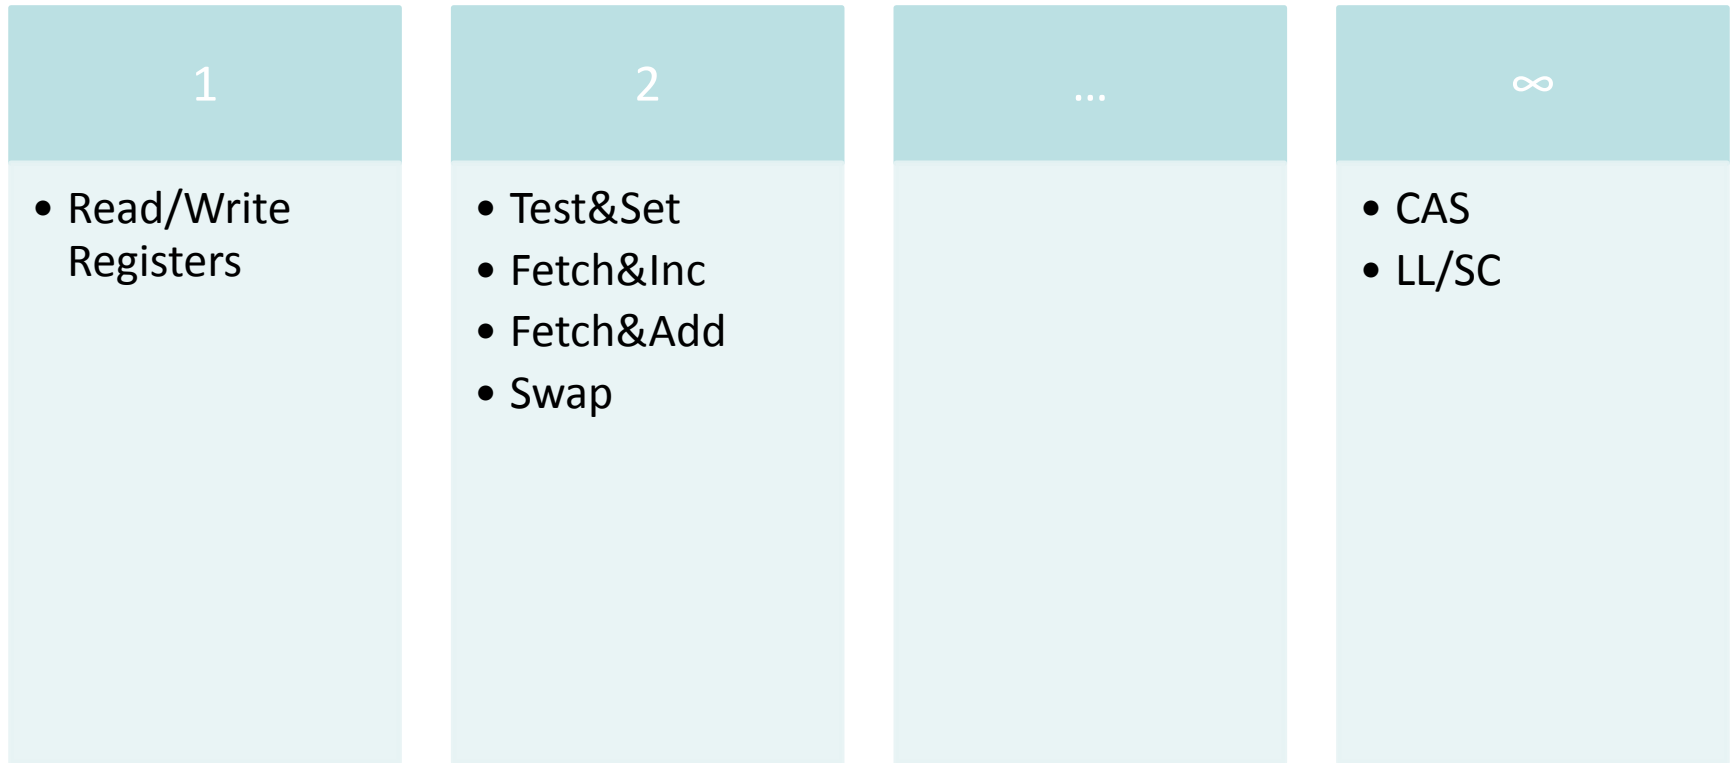 1
• Read/Write
Registers
2
• Test&Set
• Fetch&Inc
• Fetch&Add
• Swap
...
∞
• CAS
• LL/SC